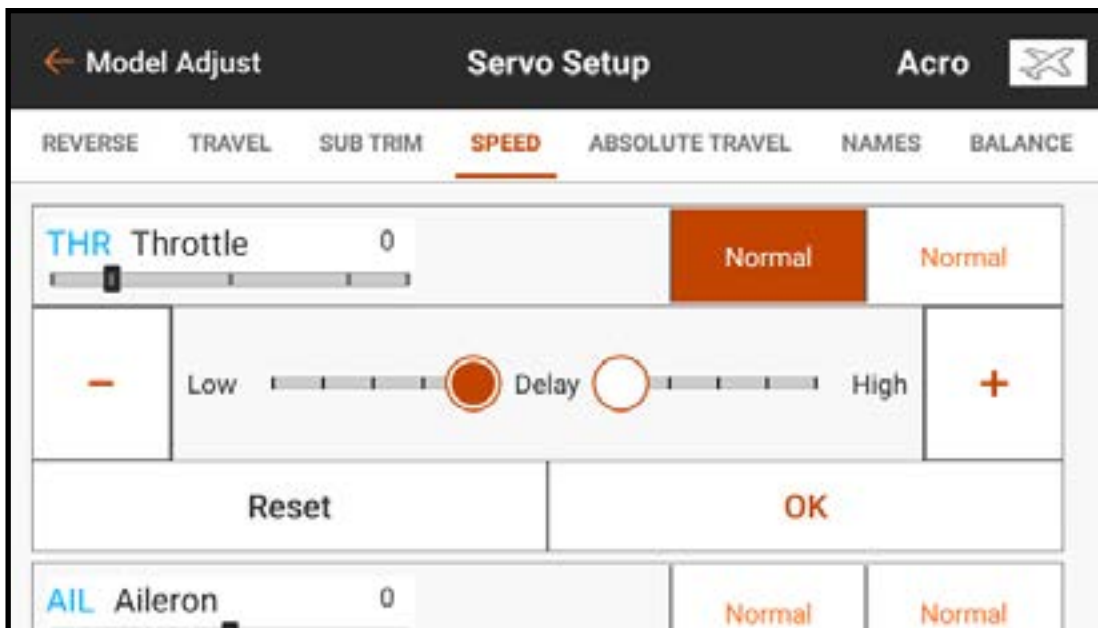 Model Adjust Servo Setup Acro
REVERSE TRAVEL SUB TRIM SPEED ABSOLUTE TRAVEL NAMES BALANCE
THR Throttle 0 Normal Normal
- Low Delay High +
Reset OK
AIL Aileron 0 Normal Normal